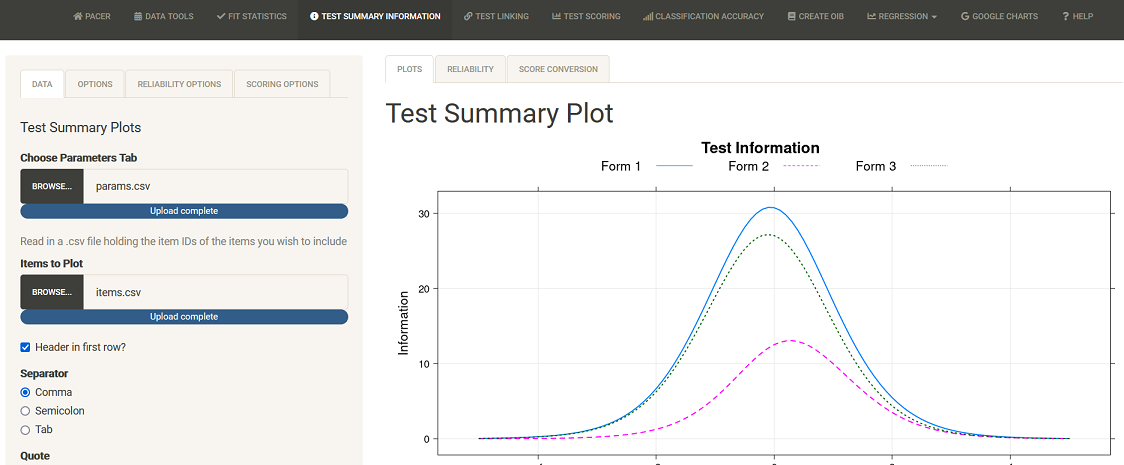 PACER DATA TOOLS FIT STATISTICS TEST SUMMARY INFORMATION TEST LINKING TEST SCORING CLASSIFICATION ACCURACY CREATE OIB REGRESSION GOOGLE CHARTS HELP
DATA OPTIONS RELIABILITY OPTIONS SCORING OPTIONS
Test Summary Plots
Choose Parameters Tab
BROWSE... params.csv
Upload complete
Read in a .csv file holding the item IDs of the items you wish to include
Items to Plot
BROWSE... items.csv
Upload complete
Header in first row?
Separator
Comma
Semicolon
Tab
Quote
PLOTS RELIABILITY SCORE CONVERSION
Test Summary Plot
Test Information
Form 1 Form 2 Form 3
30
20
10
0
Information